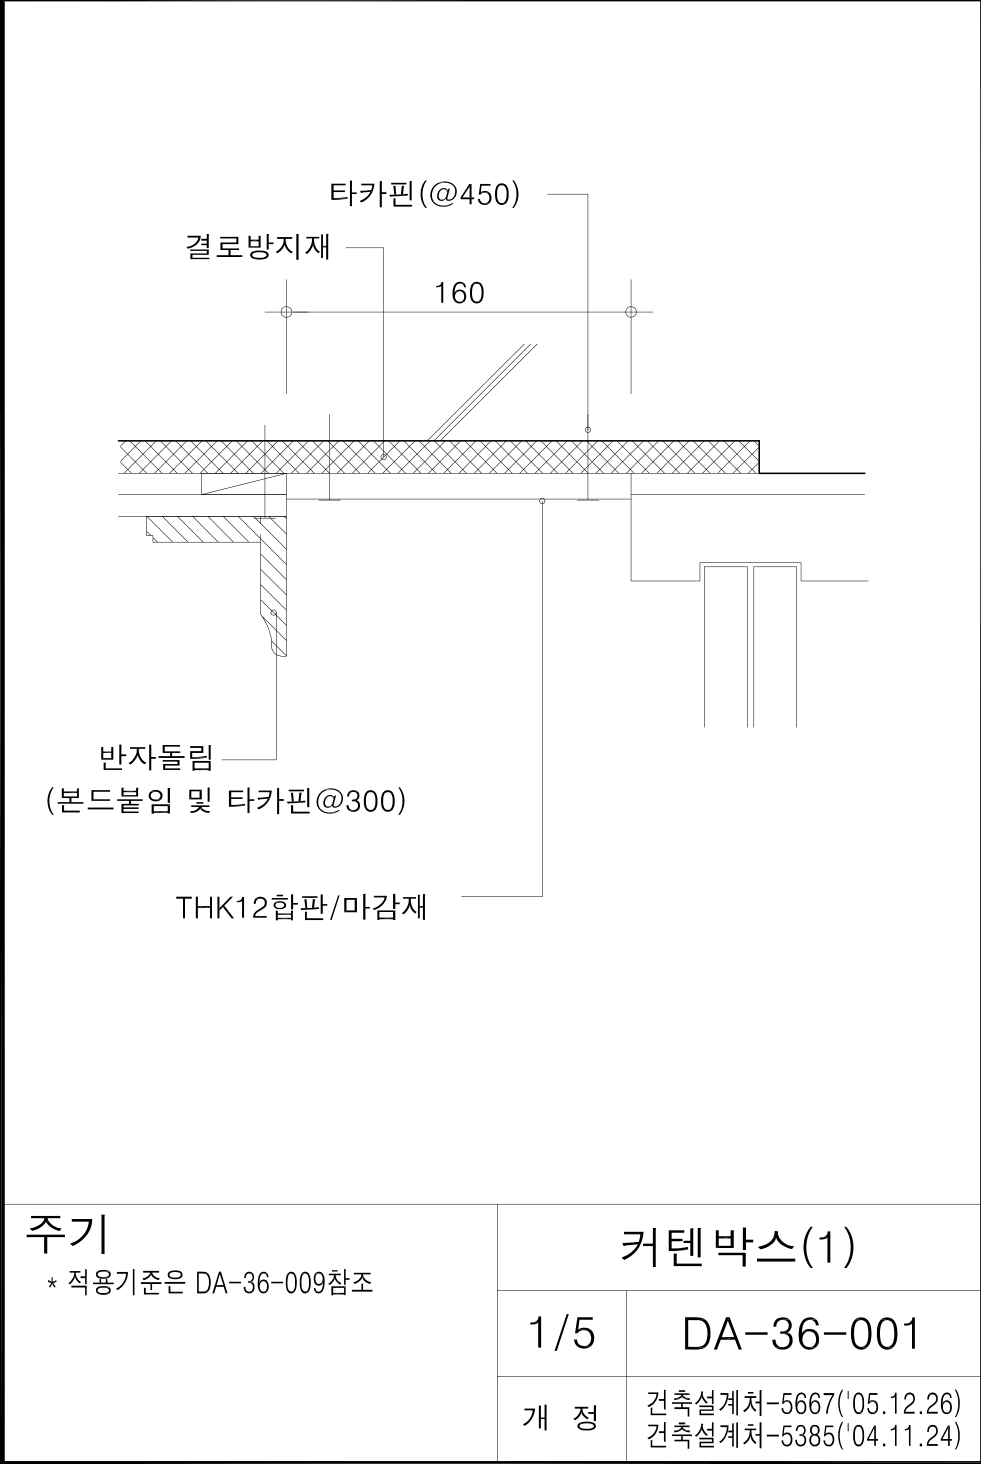 타카핀(@450)
결로방지재
160
반자돌림
(본드붙임 및 타카핀@300)
THK12합판/마감재
주기
* 적용기준은 DA-36-009참조
커텐박스(1)
1/5
DA-36-001
개 정
건축설계처-5667('05.12.26)
건축설계처-5385('04.11.24)